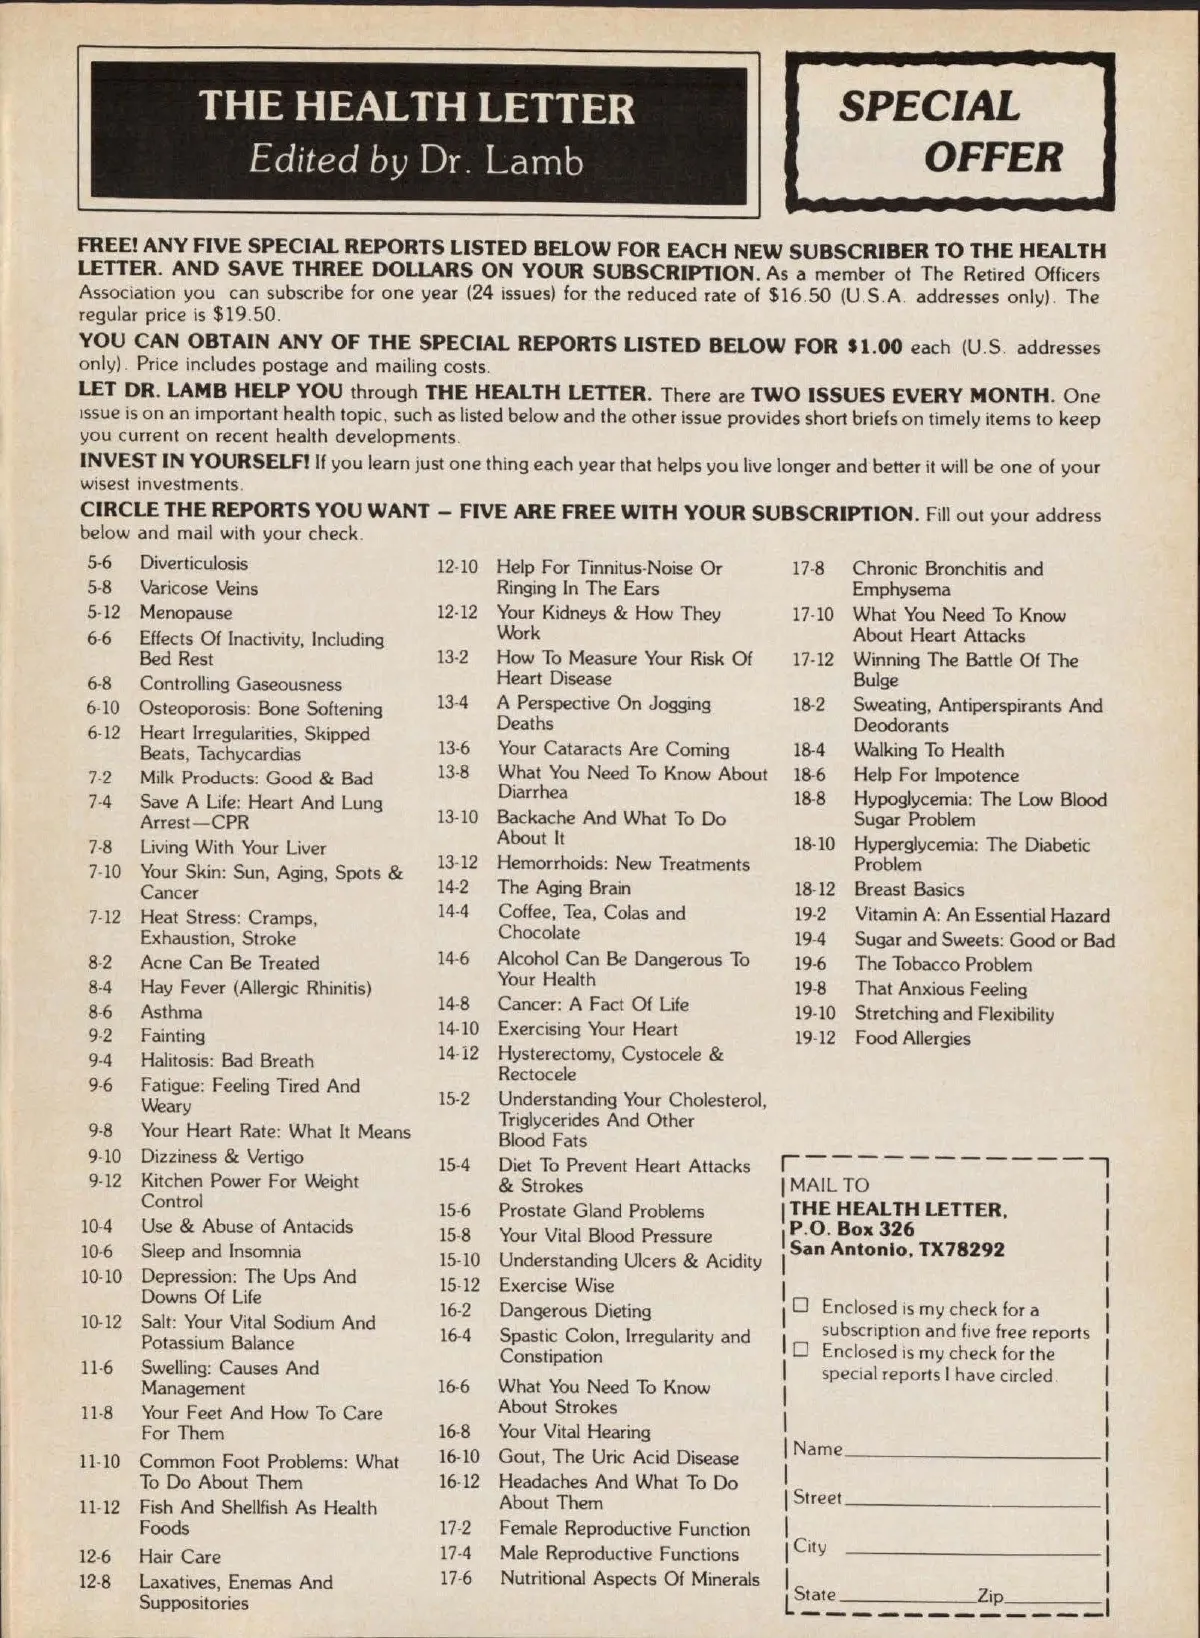 THE HEALTH LETTER
Edited by Dr. Lamb
SPECIAL
OFFER
FREE! ANY FIVE SPECIAL REPORTS LISTED BELOW FOR EACH NEW SUBSCRIBER TO THE HEALTH
LETTER. AND SAVE THREE DOLLARS ON YOUR SUBSCRIPTION. As a member of The Retired Officers
Association you can subscribe for one year (24 issues) for the reduced rate of $16.50 (U.S.A. addresses only). The
regular price is $19.50.
YOU CAN OBTAIN ANY OF THE SPECIAL REPORTS LISTED BELOW FOR $1.00 each (U.S. addresses
only). Price includes postage and mailing costs.
LET DR. LAMB HELP YOU through THE HEALTH LETTER. There are TWO ISSUES EVERY MONTH. One
issue is on an important health topic, such as listed below and the other issue provides short briefs on timely items to keep
you current on recent health developments.
INVEST IN YOURSELF! If you learn just one thing each year that helps you live longer and better it will be one of your
wisest investments.
CIRCLE THE REPORTS YOU WANT – FIVE ARE FREE WITH YOUR SUBSCRIPTION. Fill out your address
below and mail with your check.
5-6 Diverticulosis
5-8 Varicose Veins
5-12 Menopause
6-6 Effects Of Inactivity, Including
Bed Rest
6-8 Controlling Gaseousness
6-10 Osteoporosis: Bone Softening
6-12 Heart Irregularities, Skipped
Beats, Tachycardias
7-2 Milk Products: Good & Bad
7-4 Save A Life: Heart And Lung
Arrest—CPR
7-8 Living With Your Liver
7-10 Your Skin: Sun, Aging, Spots &
Cancer
7-12 Heat Stress: Cramps,
Exhaustion, Stroke
8-2 Acne Can Be Treated
8-4 Hay Fever (Allergic Rhinitis)
8-6 Asthma
9-2 Fainting
9-4 Halitosis: Bad Breath
9-6 Fatigue: Feeling Tired And
Weary
9-8 Your Heart Rate: What It Means
9-10 Dizziness & Vertigo
9-12 Kitchen Power For Weight
Control
10-4 Use & Abuse of Antacids
10-6 Sleep and Insomnia
10-10 Depression: The Ups And
Downs Of Life
10-12 Salt: Your Vital Sodium And
Potassium Balance
11-6 Swelling: Causes And
Management
11-8 Your Feet And How To Care
For Them
11-10 Common Foot Problems: What
To Do About Them
11-12 Fish And Shellfish As Health
Foods
12-6 Hair Care
12-8 Laxatives, Enemas And
Suppositories
12-10 Help For Tinnitus-Noise Or
Ringing In The Ears
12-12 Your Kidneys & How They
Work
13-2 How To Measure Your Risk Of
Heart Disease
13-4 A Perspective On Jogging
Deaths
13-6 Your Cataracts Are Coming
13-8 What You Need To Know About
Diarrhea
13-10 Backache And What To Do
About It
13-12 Hemorrhoids: New Treatments
14-2 The Aging Brain
14-4 Coffee, Tea, Colas and
Chocolate
14-6 Alcohol Can Be Dangerous To
Your Health
14-8 Cancer: A Fact Of Life
14-10 Exercising Your Heart
14-12 Hysterectomy, Cystocele &
Rectocele
15-2 Understanding Your Cholesterol,
Triglycerides And Other
Blood Fats
15-4 Diet To Prevent Heart Attacks
& Strokes
15-6 Prostate Gland Problems
15-8 Your Vital Blood Pressure
15-10 Understanding Ulcers & Acidity
15-12 Exercise Wise
16-2 Dangerous Dieting
16-4 Spastic Colon, Irregularity and
Constipation
16-6 What You Need To Know
About Strokes
16-8 Your Vital Hearing
16-10 Gout, The Uric Acid Disease
16-12 Headaches And What To Do
About Them
17-2 Female Reproductive Function
17-4 Male Reproductive Functions
17-6 Nutritional Aspects Of Minerals
17-8 Chronic Bronchitis and
Emphysema
17-10 What You Need To Know
About Heart Attacks
17-12 Winning The Battle Of The
Bulge
18-2 Sweating, Antiperspirants And
Deodorants
18-4 Walking To Health
18-6 Help For Impotence
18-8 Hypoglycemia: The Low Blood
Sugar Problem
18-10 Hyperglycemia: The Diabetic
Problem
18-12 Breast Basics
19-2 Vitamin A: An Essential Hazard
19-4 Sugar and Sweets: Good or Bad
19-6 The Tobacco Problem
19-8 That Anxious Feeling
19-10 Stretching and Flexibility
19-12 Food Allergies
MAIL TO
THE HEALTH LETTER,
P.O. Box 326
San Antonio, TX78292
Enclosed is my check for a
subscription and five free reports
Enclosed is my check for the
special reports I have circled.
Name
Street
City
State Zip